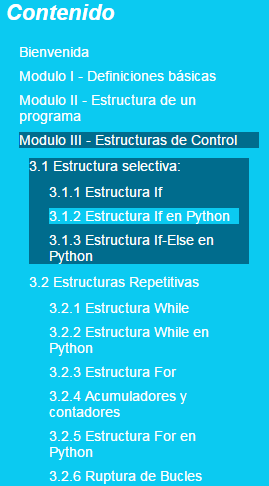 Contenido
Bienvenida
Modulo I - Definiciones básicas
Modulo II - Estructura de un
programa
Modulo III - Estructuras de Control
3.1 Estructura selectiva:
3.1.1 Estructura If
3.1.2 Estructura If en Python
3.1.3 Estructura If-Else en
Python
3.2 Estructuras Repetitivas
3.2.1 Estructura While
3.2.2 Estructura While en
Python
3.2.3 Estructura For
3.2.4 Acumuladores y
contadores
3.2.5 Estructura For en
Python
3.2.6 Ruptura de Bucles